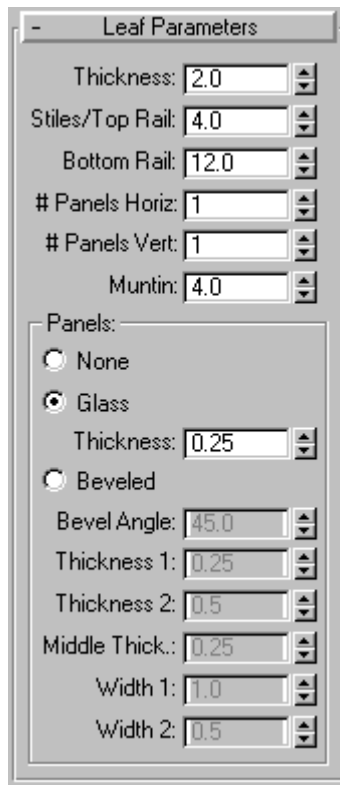 - Leaf Parameters
Thickness: 2.0
Stiles/Top Rail: 4.0
Bottom Rail: 12.0
# Panels Horiz: 1
# Panels Vert: 1
Muntin: 4.0
Panels:
None
Glass
Thickness: 0.25
Beveled
Bevel Angle: 45.0
Thickness 1: 0.25
Thickness 2: 0.5
Middle Thick.: 0.25
Width 1: 1.0
Width 2: 0.5